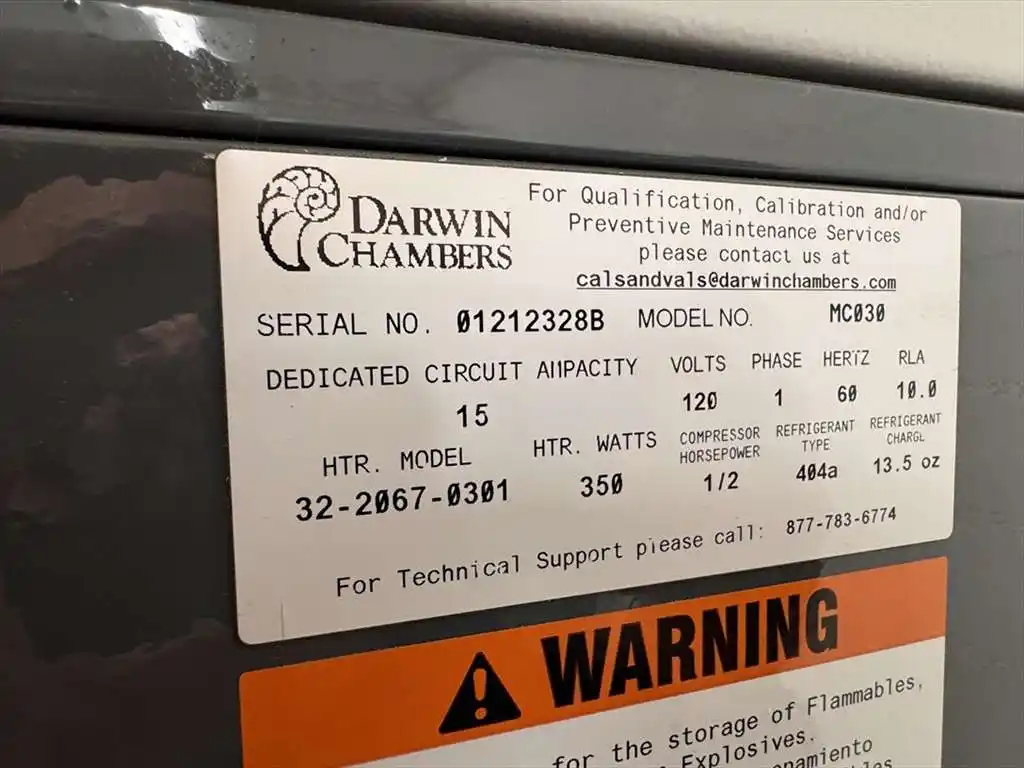 DARWIN
CHAMBERS
For Qualification, Calibration and/or
Preventive Maintenance Services
please contact us at
calsandvals@darwinchambers.com
SERIAL NO. 01212328B MODEL NO. MC030
DEDICATED CIRCUIT AMPACITY VOLTS PHASE HERTZ RLA
15 120 1 60 10.0
HTR. MODEL HTR. WATTS COMPRESSOR HORSEPOWER REFRIGERANT TYPE REFRIGERANT CHARGE
32-2067-0301 350 1/2 404a 13.5 oz
For Technical Support please call: 877-783-6774
WARNING
for the storage of Flammables,
Explosives.